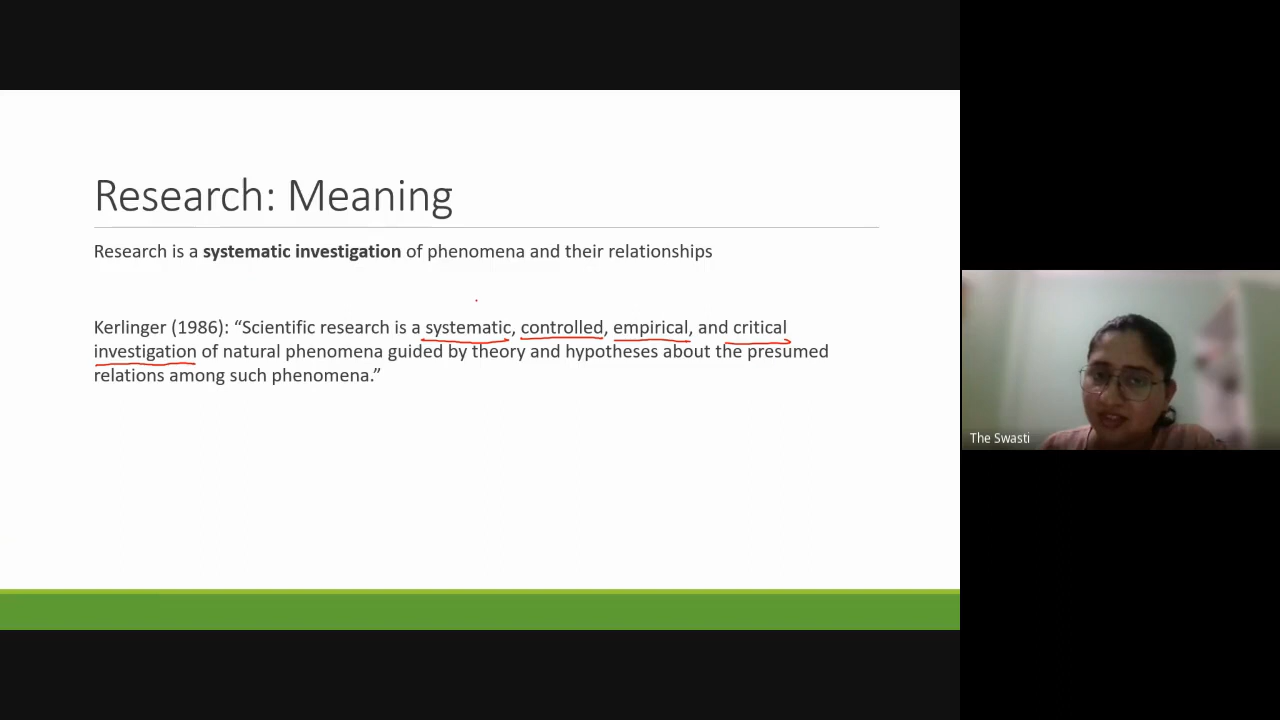 Research: Meaning
Research is a systematic investigation of phenomena and their relationships
Kerlinger (1986): “Scientific research is a systematic, controlled, empirical, and critical
investigation of natural phenomena guided by theory and hypotheses about the presumed
relations among such phenomena.”
The Swasti